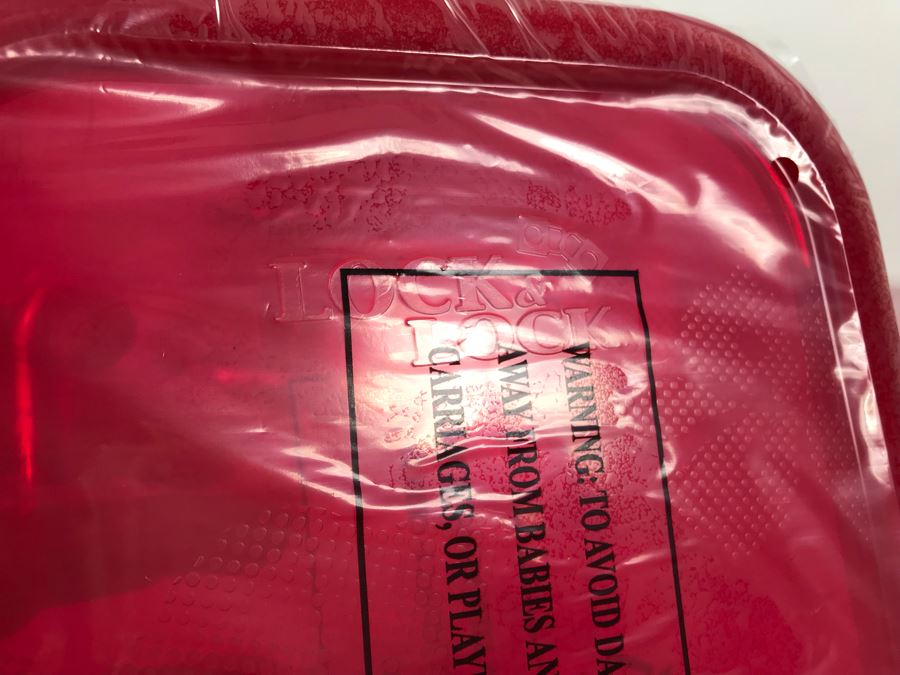 LOCK &
LOCK
WARNING: TO AVOID DA
AWAY FROM BABIES AN
CARRIAGES, OR PLAY